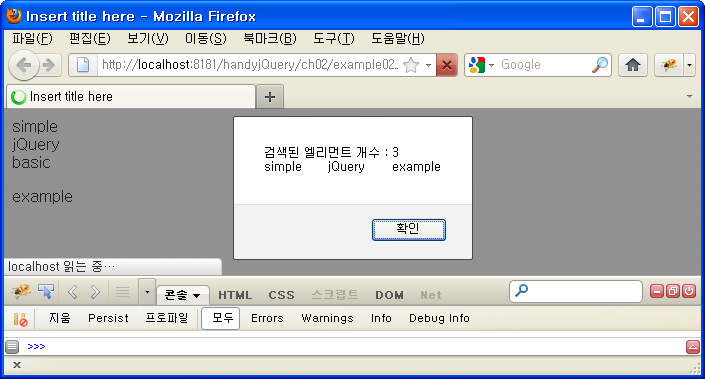 Insert title here - Mozilla Firefox
파일(F) 편집(E) 보기(V) 이동(S) 북마크(B) 도구(T) 도움말(H)
http://localhost:8181/handyjQuery/ch02/example02_ Google
Insert title here
simple
jQuery
basic
example
검색된 엘리먼트 개수 : 3
simple jQuery example
확인
localhost 읽는 중…
콘솔 HTML CSS 스크립트 DOM Net
지움 Persist 프로파일 모두 Errors Warnings Info Debug Info
>>>